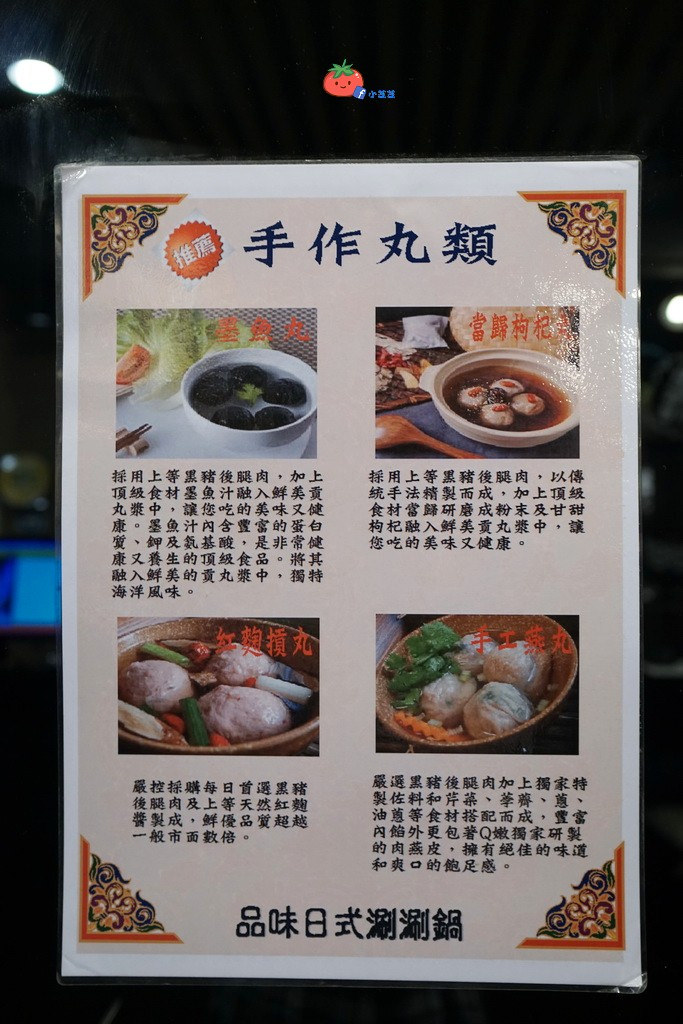 小蕃茄
推薦
手作丸類
墨魚丸
採用上等黑豬後腿肉，加上
頂級食材墨魚汁融入鮮美貢
丸漿中，讓您吃的美味又健
康。墨魚汁內含豐富的蛋白
質、鉀及氨基酸，是非常健
康又養生的頂級食品。將其
融入鮮美的貢丸漿中，獨特
海洋風味。
當歸枸杞丸
採用上等黑豬後腿肉，以傳
統手法精製而成，加上頂級
食材當歸研磨成粉末及甘甜
枸杞融入鮮美貢丸漿中，讓
您吃的美味又健康。
紅麴摃丸
嚴控採購每日首選黑豬
後腿肉及上等天然紅麴
醬製成，鮮優品質超越
一般市面數倍。
手工燕丸
嚴選黑豬後腿肉加上獨家特
製佐料和芹菜、荸薺、蔥、
油蔥等食材搭配而成，豐富
內餡外更包著Q嫩獨家研製
的肉燕皮，擁有絕佳的味道
和爽口的飽足感。
品味日式涮涮鍋